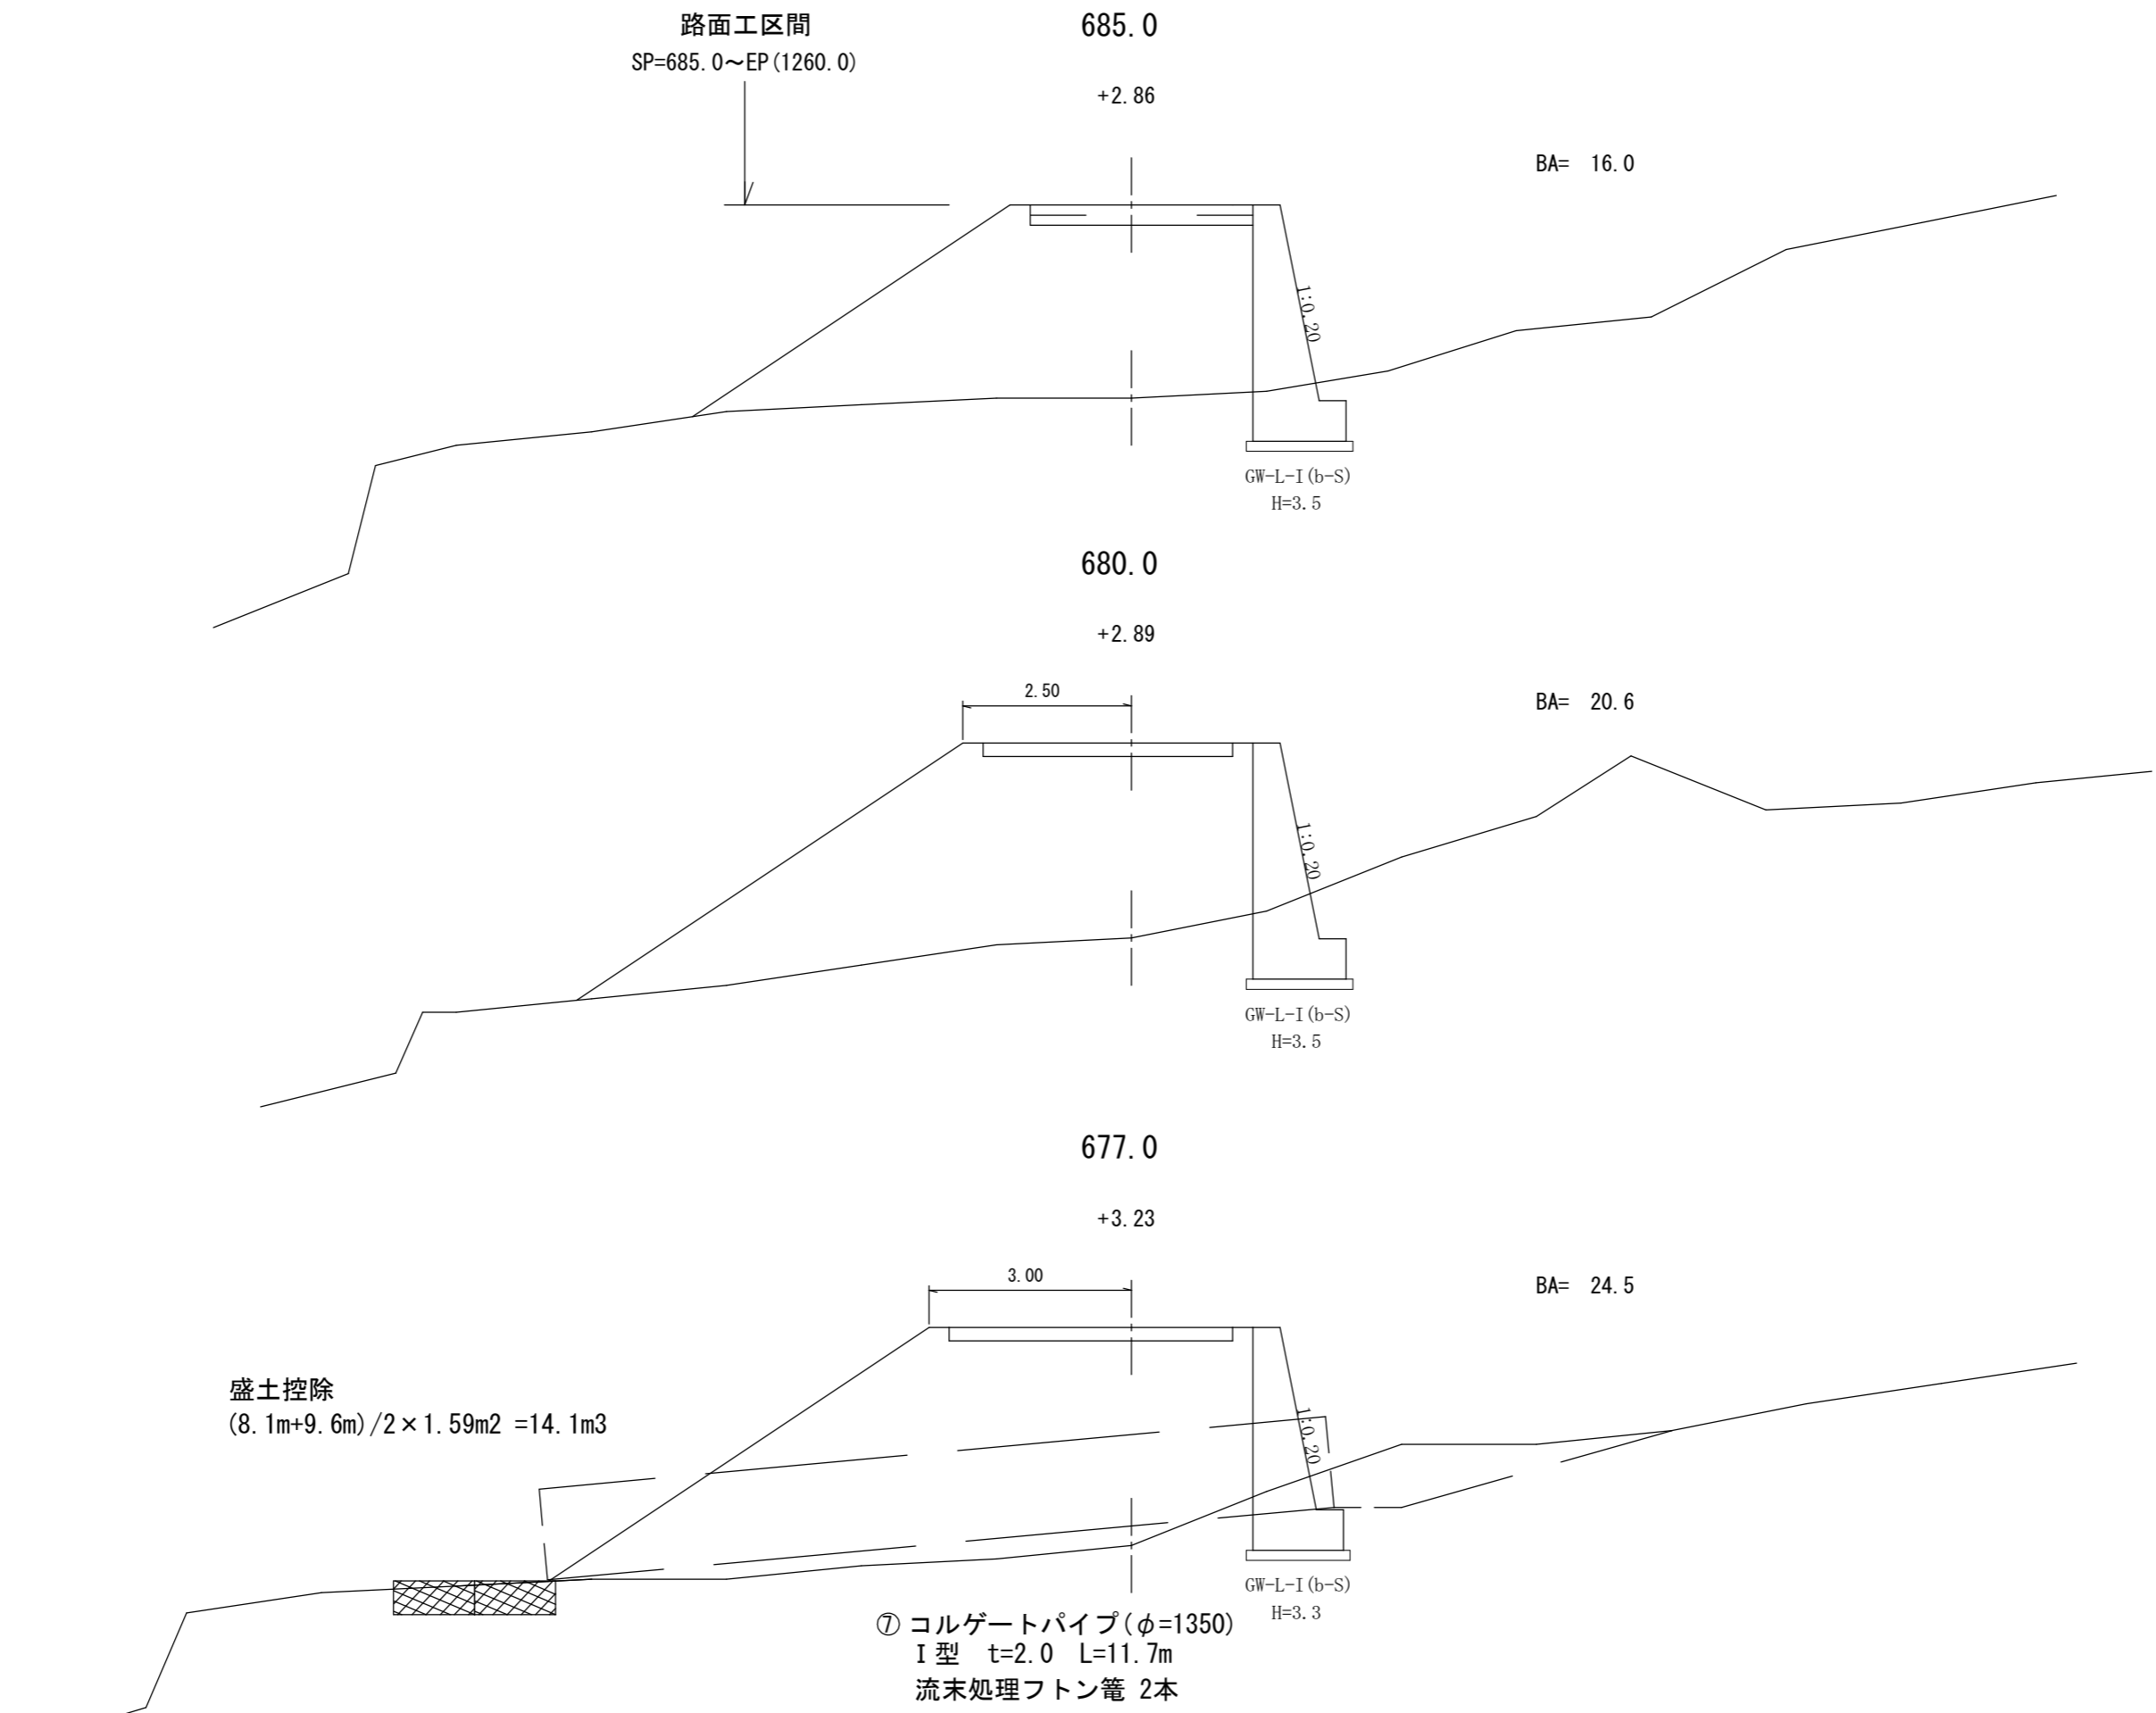 路面工区間
SP=685.0～EP(1260.0)
685.0
+2.86
BA= 16.0
1:0.20
GW-L-I(b-S)
H=3.5
680.0
+2.89
2.50
BA= 20.6
1:0.20
GW-L-I(b-S)
H=3.5
677.0
+3.23
3.00
BA= 24.5
盛土控除
(8.1m+9.6m)/2×1.59m2 =14.1m3
1:0.20
GW-L-I(b-S)
H=3.3
⑦ コルゲートパイプ(φ=1350)
I型 t=2.0 L=11.7m
流末処理フトン篭 2本